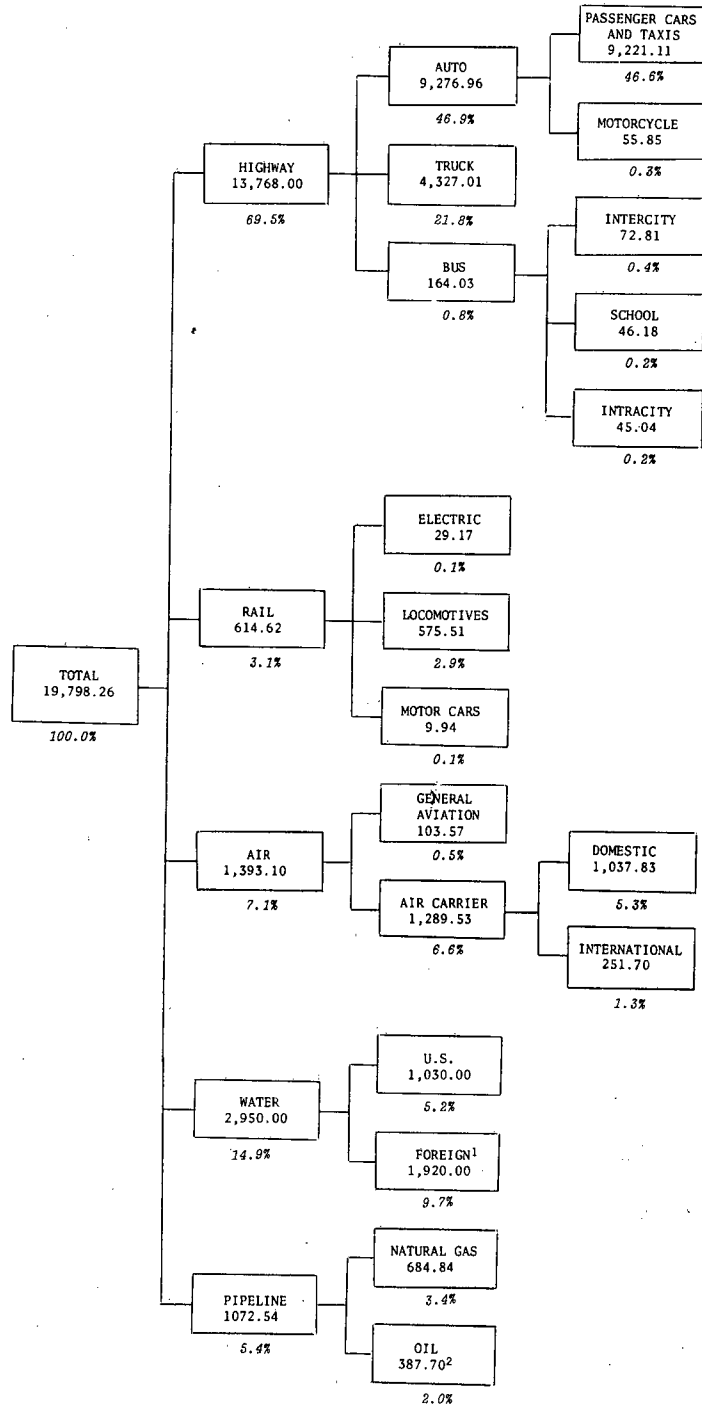 PASSENGER CARS
AND TAXIS
9,221.11
46.6%
AUTO
9,276.96
46.9%
MOTORCYCLE
55.85
0.3%
HIGHWAY
13,768.00
69.5%
TRUCK
4,327.01
21.8%
INTERCITY
72.81
0.4%
BUS
164.03
0.8%
SCHOOL
46.18
0.2%
INTRACITY
45.04
0.2%
ELECTRIC
29.17
0.1%
RAIL
614.62
3.1%
LOCOMOTIVES
575.51
2.9%
TOTAL
19,798.26
100.0%
MOTOR CARS
9.94
0.1%
GENERAL
AVIATION
103.57
0.5%
AIR
1,393.10
7.1%
DOMESTIC
1,037.83
5.3%
AIR CARRIER
1,289.53
6.6%
INTERNATIONAL
251.70
1.3%
U.S.
1,030.00
5.2%
WATER
2,950.00
14.9%
FOREIGN1
1,920.00
9.7%
NATURAL GAS
684.84
3.4%
PIPELINE
1072.54
5.4%
OIL
387.702
2.0%